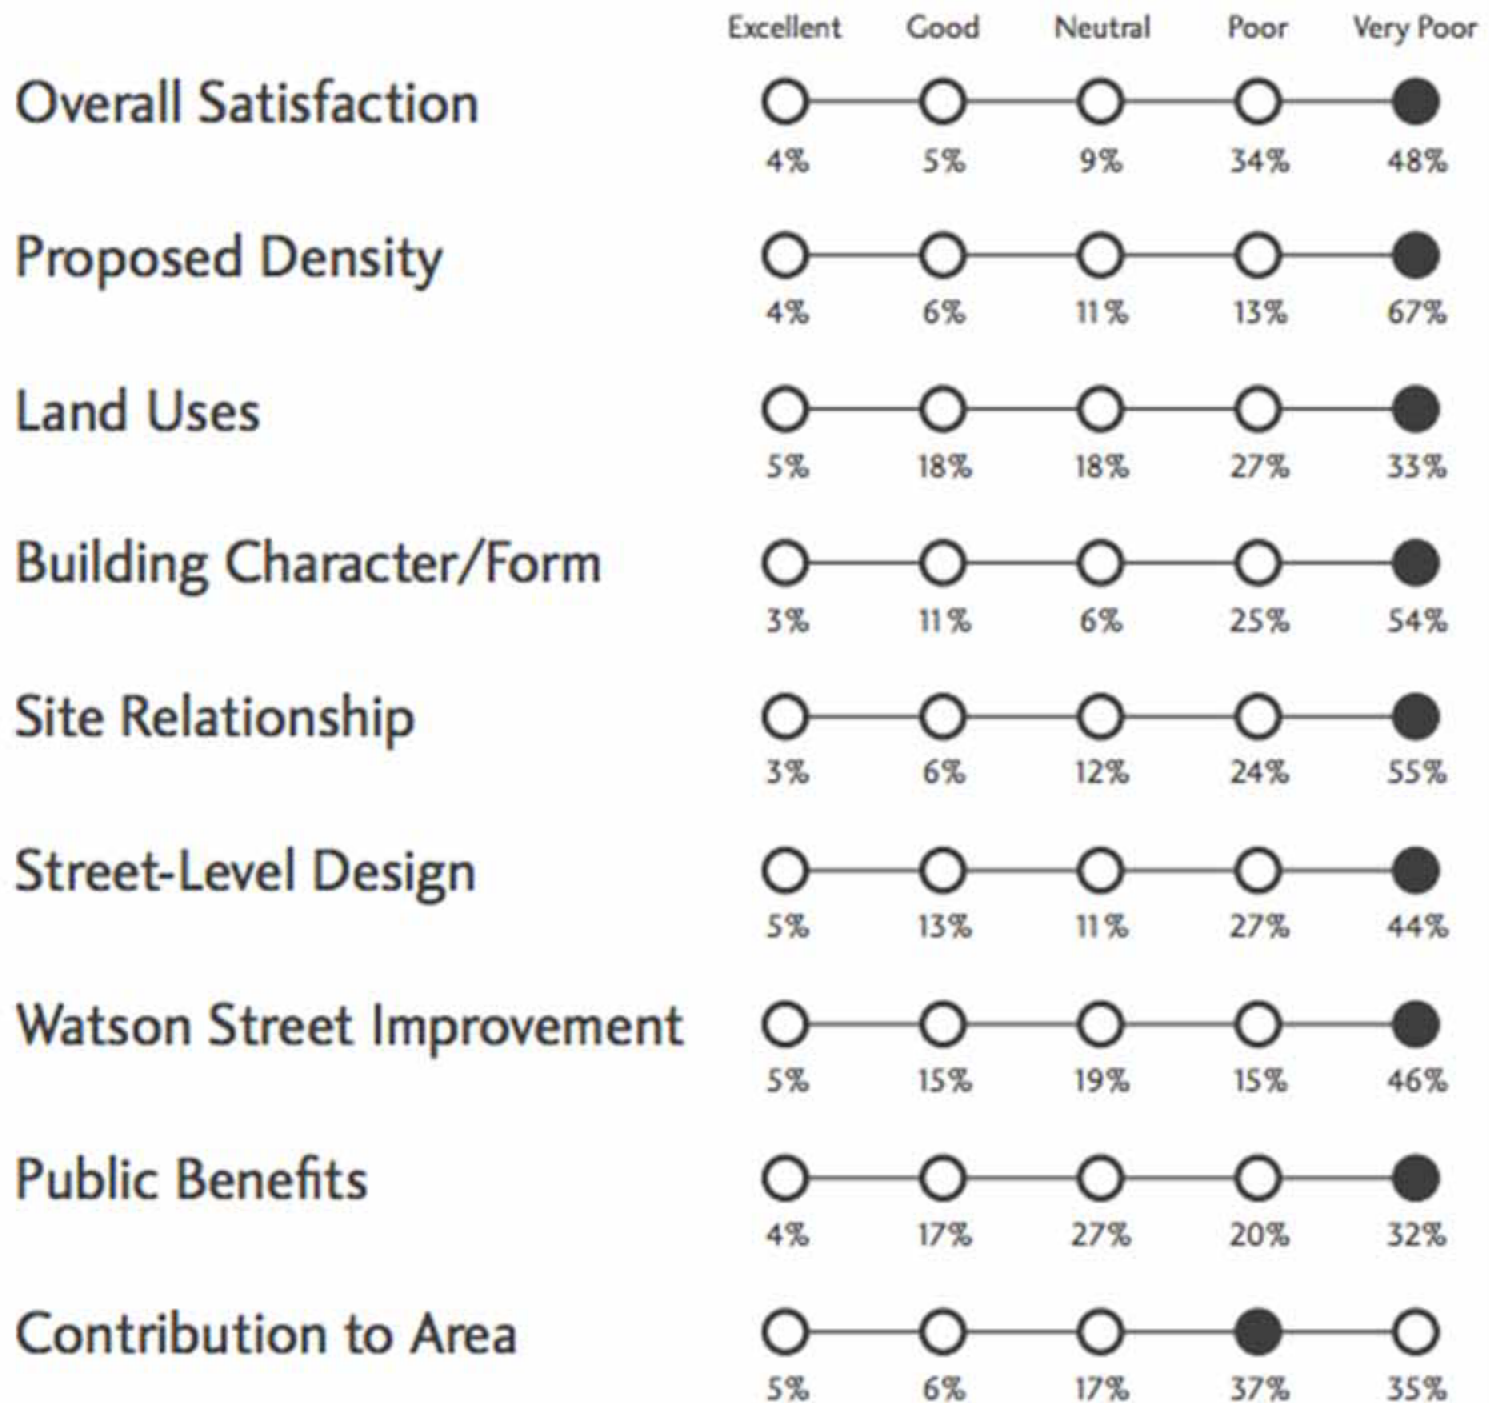 Excellent Good Neutral Poor Very Poor
Overall Satisfaction
4% 5% 9% 34% 48%
Proposed Density
4% 6% 11% 13% 67%
Land Uses
5% 18% 18% 27% 33%
Building Character/Form
3% 11% 6% 25% 54%
Site Relationship
3% 6% 12% 24% 55%
Street-Level Design
5% 13% 11% 27% 44%
Watson Street Improvement
5% 15% 19% 15% 46%
Public Benefits
4% 17% 27% 20% 32%
Contribution to Area
5% 6% 17% 37% 35%